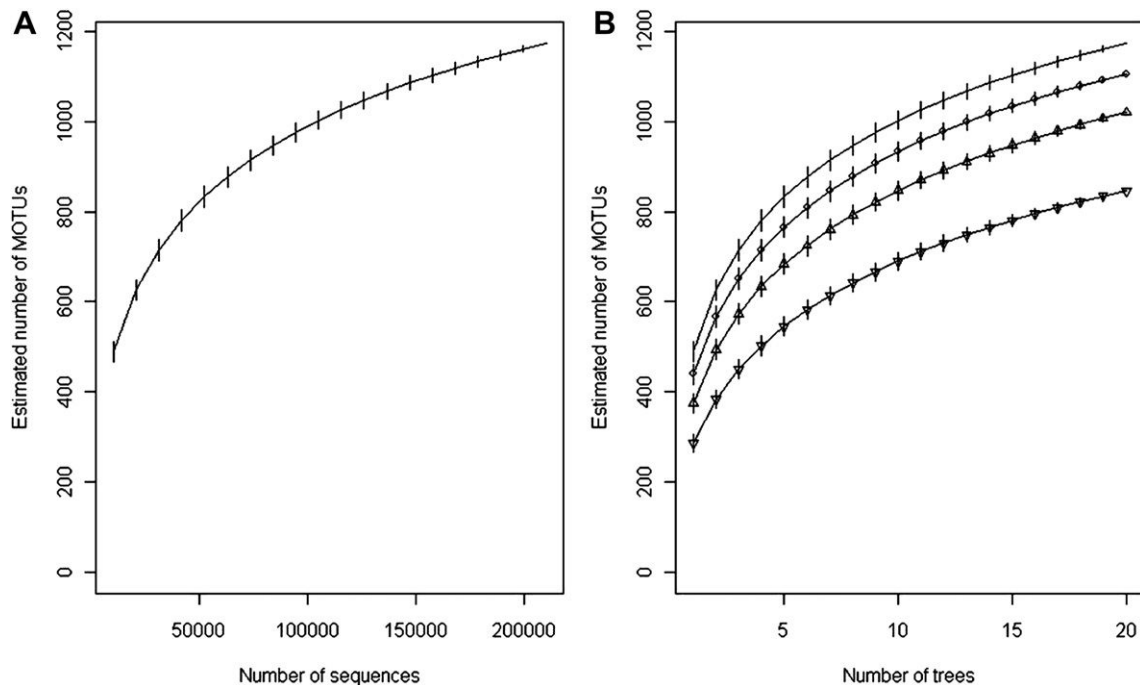 A
1200
1000
800
600
400
200
0
Estimated number of MOTUs
50000 100000 150000 200000
Number of sequences
B
1200
1000
800
600
400
200
0
Estimated number of MOTUs
5 10 15 20
Number of trees